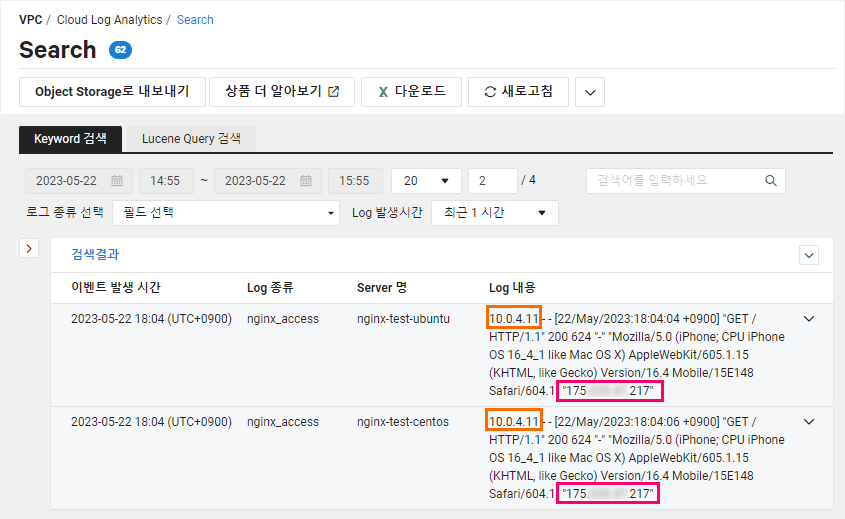 VPC / Cloud Log Analytics / Search
Search G2
Object Storage로 내보내기 상품 더 알아보기 X 다운로드 새로고침
Keyword 검색 Lucene Query 검색
2023-05-22 14:55 ~ 2023-05-22 15:55 20 2 / 4 검색어를 입력하세요
로그 종류 선택 필드 선택 Log 발생시간 최근 1 시간
검색결과
이벤트 발생 시간 Log 종류 Server 명 Log 내용
2023-05-22 18:04 (UTC+0900) nginx_access nginx-test-ubuntu 10.0.4.11 - - [22/May/2023:18:04:04 +0900] "GET /
HTTP/1.1" 200 624 "-" "Mozilla/5.0 (iPhone; CPU iPhone
OS 16_4_1 like Mac OS X) AppleWebKit/605.1.15
(KHTML, like Gecko) Version/16.4 Mobile/15E148
Safari/604.1 "175. .217"
2023-05-22 18:04 (UTC+0900) nginx_access nginx-test-centos 10.0.4.11 - - [22/May/2023:18:04:06 +0900] "GET /
HTTP/1.1" 200 624 "-" "Mozilla/5.0 (iPhone; CPU iPhone
OS 16_4_1 like Mac OS X) AppleWebKit/605.1.15
(KHTML, like Gecko) Version/16.4 Mobile/15E148
Safari/604.1 "175. .217"